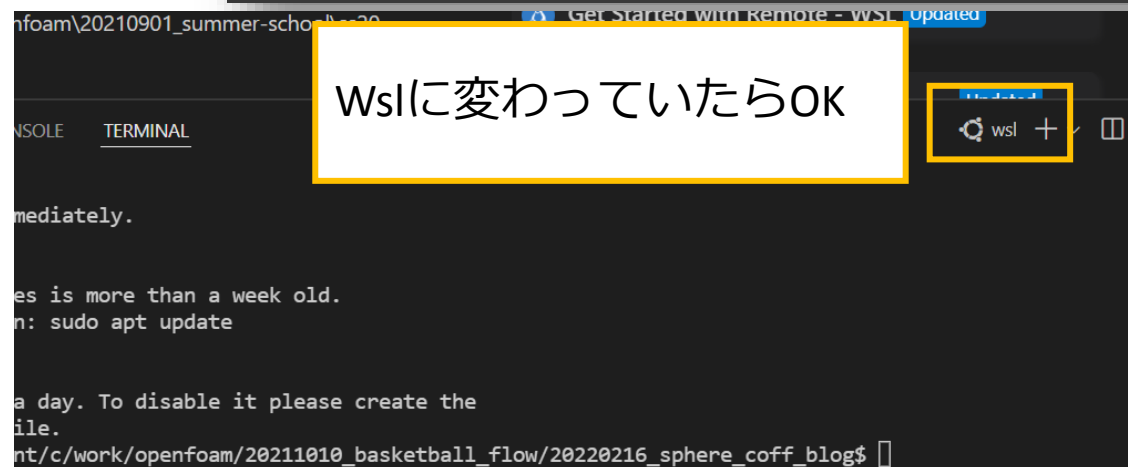 nfoam\20210901_summer-school\
Get Started with Remote - WSL Updated
Wslに変わっていたらOK
Updated
NSOLE TERMINAL
wsl
mediately.
es is more than a week old.
n: sudo apt update
a day. To disable it please create the
ile.
nt/c/work/openfoam/20211010_basketball_flow/20220216_sphere_coff_blog$